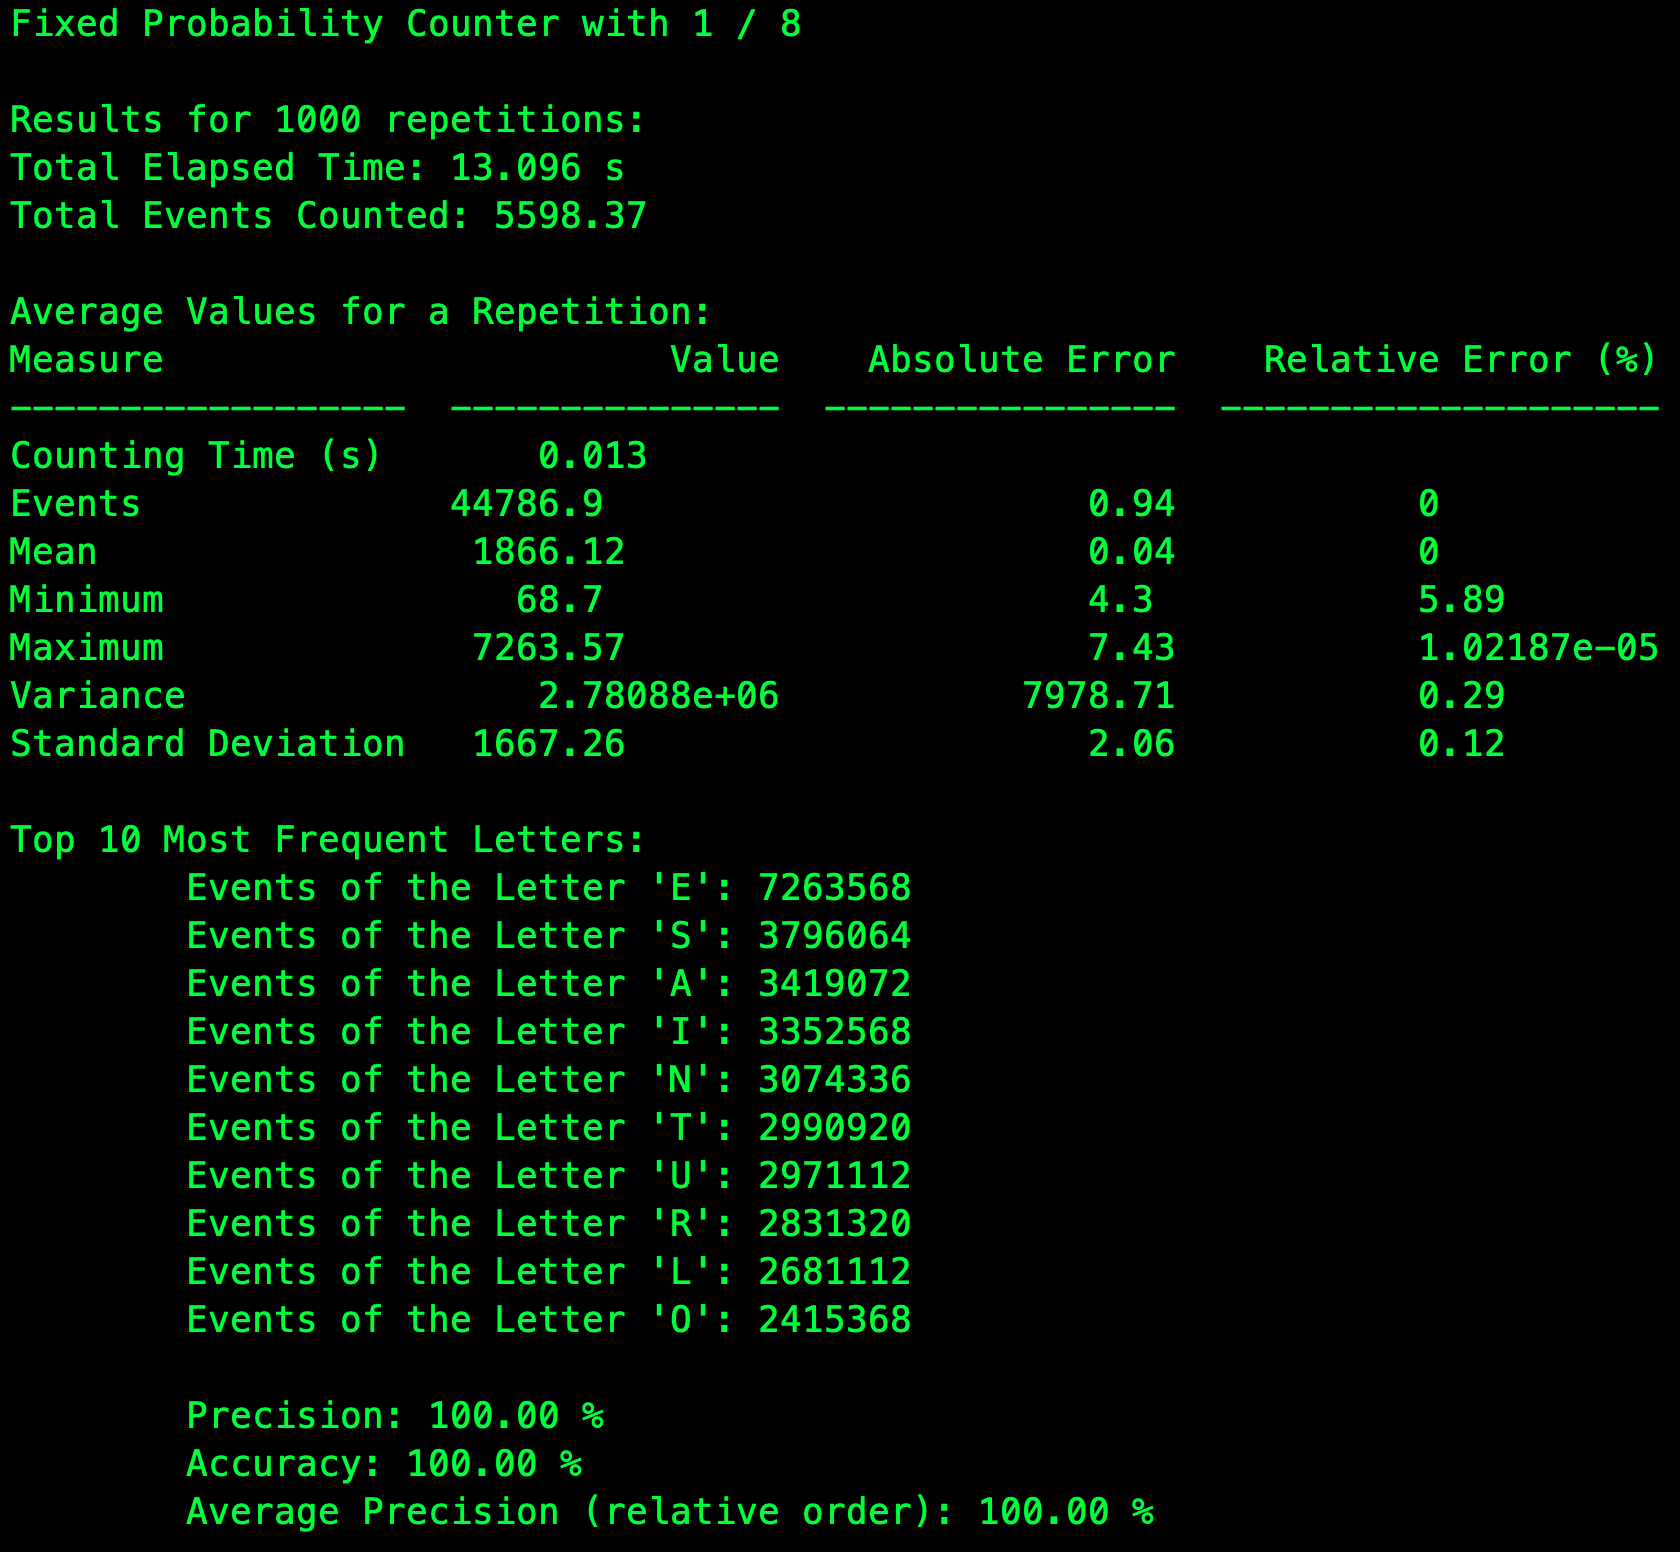 Fixed Probability Counter with 1 / 8
Results for 1000 repetitions:
Total Elapsed Time: 13.096 s
Total Events Counted: 5598.37
Average Values for a Repetition:
Measure Value Absolute Error Relative Error (%)
------------------ --------------- ---------------- --------------------
Counting Time (s) 0.013
Events 44786.9 0.94 0
Mean 1866.12 0.04 0
Minimum 68.7 4.3 5.89
Maximum 7263.57 7.43 1.02187e-05
Variance 2.78088e+06 7978.71 0.29
Standard Deviation 1667.26 2.06 0.12
Top 10 Most Frequent Letters:
Events of the Letter 'E': 7263568
Events of the Letter 'S': 3796064
Events of the Letter 'A': 3419072
Events of the Letter 'I': 3352568
Events of the Letter 'N': 3074336
Events of the Letter 'T': 2990920
Events of the Letter 'U': 2971112
Events of the Letter 'R': 2831320
Events of the Letter 'L': 2681112
Events of the Letter 'O': 2415368
Precision: 100.00 %
Accuracy: 100.00 %
Average Precision (relative order): 100.00 %